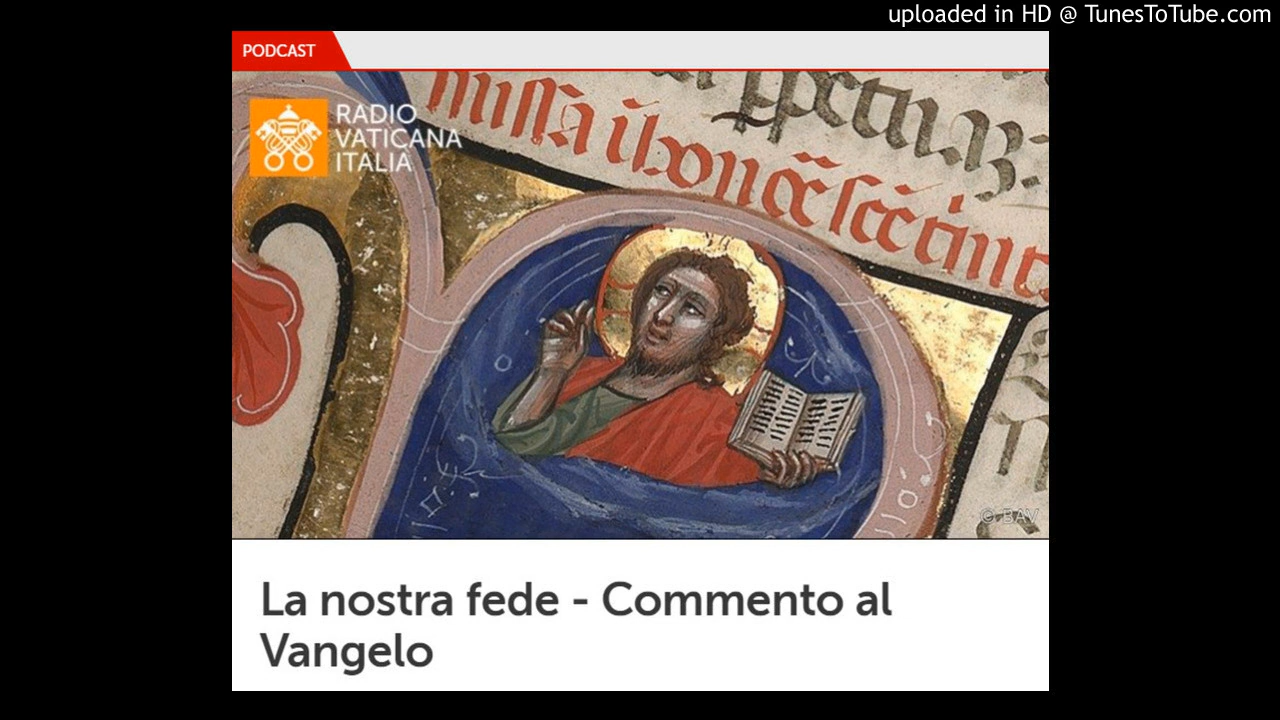 uploaded in HD @ TunesToTube.com
PODCAST
RADIO
VATICANA
ITALIA
© BAV
La nostra fede - Commento al
Vangelo